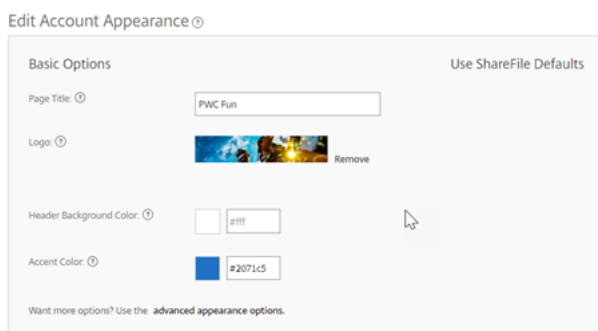 Edit Account Appearance ?
Basic Options
Use ShareFile Defaults
Page Title: ?
PWC Fun
Logo: ?
Remove
Header Background Color: ?
#fff
Accent Color: ?
#2071c5
Want more options? Use the advanced appearance options.